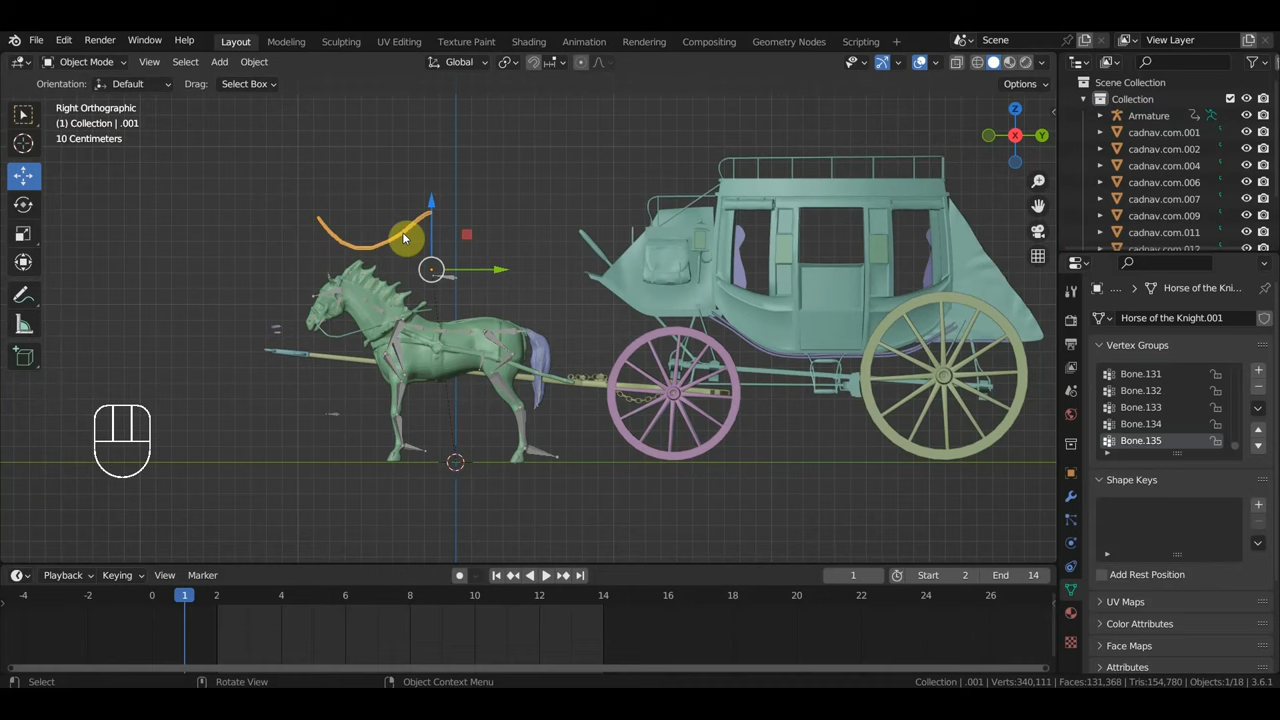 File Edit Render Window Help Layout Modeling Sculpting UV Editing Texture Paint Shading Animation Rendering Compositing Geometry Nodes Scripting + Scene View Layer
Object Mode View Select Add Object Global Options
Orientation: Default Drag: Select Box
Right Orthographic
(1) Collection | .001
10 Centimeters
Z
Y
X
Scene Collection
Collection
Armature
cadnav.com.001
cadnav.com.002
cadnav.com.004
cadnav.com.006
cadnav.com.007
cadnav.com.009
cadnav.com.011
cadnav.com.012
.... Horse of the Kni...
Horse of the Knight.001
Vertex Groups
Bone.131
Bone.132
Bone.133
Bone.134
Bone.135
Shape Keys
Add Rest Position
UV Maps
Color Attributes
Face Maps
Attributes
Playback Keying View Marker 1 Start 2 End 14
-4 -2 0 1 2 4 6 8 10 12 14 16 18 20 22 24 26
Select Rotate View Object Context Menu Collection | .001 | Verts:340,111 | Faces:131,368 | Tris:154,780 | Objects:1/18 | 3.6.1